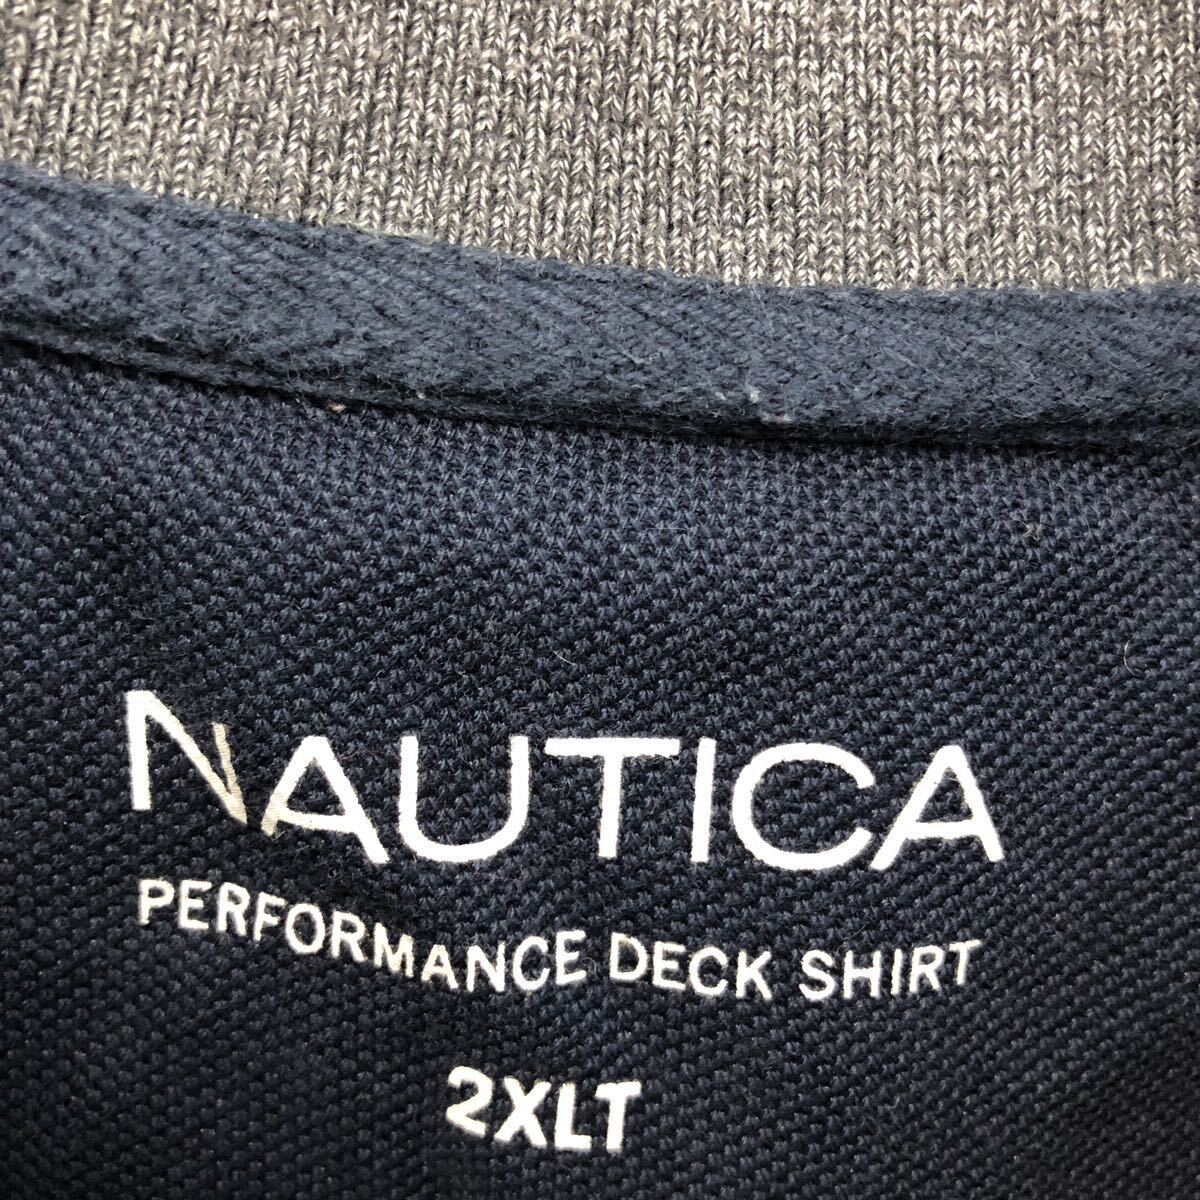 NAUTICA
PERFORMANCE DECK SHIRT
2XLT